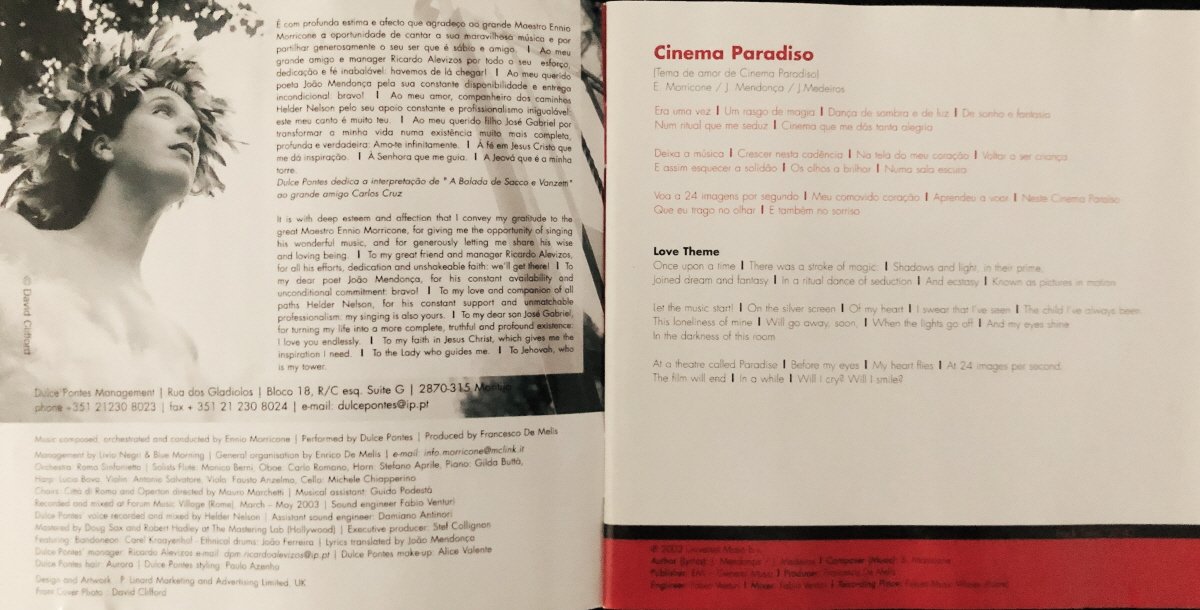 É com profunda estima e afecto que agradeço ao grande Maestro Ennio
Morricone a oportunidade de cantar a sua maravilhosa música e por
partilhar generosamente o seu ser que é sábio e amigo. | Ao meu
grande amigo e manager Ricardo Alevizos por todo o seu esforço,
dedicação e fé inabalável: havemos de lá chegar! | Ao meu querido
poeta João Mendonça pela sua constante disponibilidade e entrega
incondicional: bravo! | Ao meu amor, companheiro dos caminhos
Helder Nelson pelo seu apoio constante e profissionalismo inigualável:
este meu canto é muito teu. | Ao meu querido filho José Gabriel por
transformar a minha vida numa existência muito mais completa,
profunda e verdadeira: Amo-te infinitamente. | À fé em Jesus Cristo que
me dá inspiração. | À Senhora que me guia. | A Jeová que é a minha
torre.
Dulce Pontes dedica a interpretação de " A Balada de Sacco e Vanzetti"
ao grande amigo Carlos Cruz
It is with deep esteem and affection that I convey my gratitude to the
great Maestro Ennio Morricone, for giving me the opportunity of singing
his wonderful music, and for generously letting me share his wise
and loving being. | To my great friend and manager Ricardo Alevizos,
for all his efforts, dedication and unshakeable faith: we'll get there! | To
my dear poet João Mendonça, for his constant availability and
unconditional commitment: bravo! | To my love and companion of all
paths Helder Nelson, for his constant support and unmatchable
professionalism: my singing is also yours. | To my dear son José Gabriel,
for turning my life into a more complete, truthful and profound existence:
I love you endlessly. | To my faith in Jesus Christ, which gives me the
inspiration I need. | To the Lady who guides me. | To Jehovah, who
is my tower.
© David Clifford
Dulce Pontes Management | Rua dos Gladiolos | Bloco 18, R/C esq. Suite G | 2870-315 Montijo
phone +351 21230 8023 | fax + 351 21 230 8024 | e-mail: dulcepontes@ip.pt
Music composed, orchestrated and conducted by Ennio Morricone | Performed by Dulce Pontes | Produced by Francesco De Melis
Management by Livio Negri & Blue Morning | General organisation by Enrico De Melis | e-mail: info.morricone@mclink.it
Orchestra: Roma Sinfonietta | Solists Flute: Monica Berni, Oboe: Carlo Romano, Horn: Stefano Aprile, Piano: Gilda Buttà,
Harp: Lucia Bova, Violin: Antonio Salvatore, Viola: Fausto Anzelmo, Cello: Michele Chiapperino
Choirs: Città di Roma and Operton directed by Mauro Marchetti | Musical assistant: Guido Podestà
Recorded and mixed at Forum Music Village (Rome), March - May 2003 | Sound engineer Fabio Venturi
Dulce Pontes' voice recorded and mixed by Helder Nelson | Assistant sound engineer: Damiano Antinori
Mastered by Doug Sax and Robert Hadley at The Mastering Lab (Hollywood) | Executive producer: Stef Collignon
Featuring: Bandoneon: Carel Kraayenhof - Ethnical drums: João Ferreira | Lyrics translated by João Mendonça
Dulce Pontes' manager: Ricardo Alevizos e-mail: dpm.ricardoalevizos@ip.pt | Dulce Pontes make-up: Alice Valente
Dulce Pontes hair: Aurora | Dulce Pontes styling: Paulo Azenha
Design and Artwork : P. Linard Marketing and Advertising Limited, UK
Front Cover Photo : David Clifford
Cinema Paradiso
(Tema de amor de Cinema Paradiso)
E. Morricone / J. Mendonça / J.Medeiros
Era uma vez | Um rasgo de magia | Dança de sombra e de luz | De sonho e fantasia
Num ritual que me seduz | Cinema que me dás tanta alegria
Deixa a música | Crescer nesta cadência | Na tela do meu coração | Voltar a ser criança
E assim esquecer a solidão | Os olhos a brilhar | Numa sala escura
Voa a 24 imagens por segundo | Meu comovido coração | Aprendeu a voar | Neste Cinema Paraíso
Que eu trago no olhar | E também no sorriso
Love Theme
Once upon a time | There was a stroke of magic: | Shadows and light, in their prime,
Joined dream and fantasy | In a ritual dance of seduction | And ecstasy | Known as pictures in motion
Let the music start! | On the silver screen | Of my heart | I swear that I've seen | The child I've always been.
This loneliness of mine | Will go away, soon, | When the lights go off | And my eyes shine
In the darkness of this room
At a theatre called Paradise | Before my eyes | My heart flies | At 24 images per second.
The film will end | In a while | Will I cry? Will I smile?
℗ 2003 Universal Music b.v.
Author (Lyrics): J. Mendonça / J. Medeiros | Composer (Music): E. Morricone
Publisher: EMI - General Music | Producer: Francesco De Melis
Engineer: Fabio Venturi | Mixer: Fabio Venturi | Recording Place: Forum Music Village (Rome)